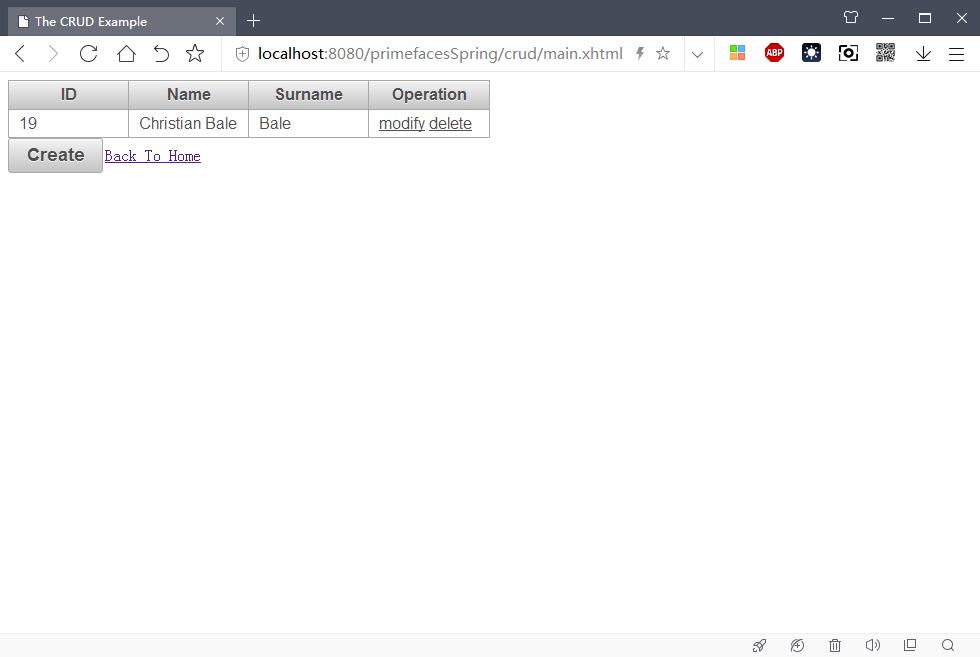 The CRUD Example
localhost:8080/primefacesSpring/crud/main.xhtml
ABP
ID Name Surname Operation
19 Christian Bale Bale modify delete
Create Back To Home